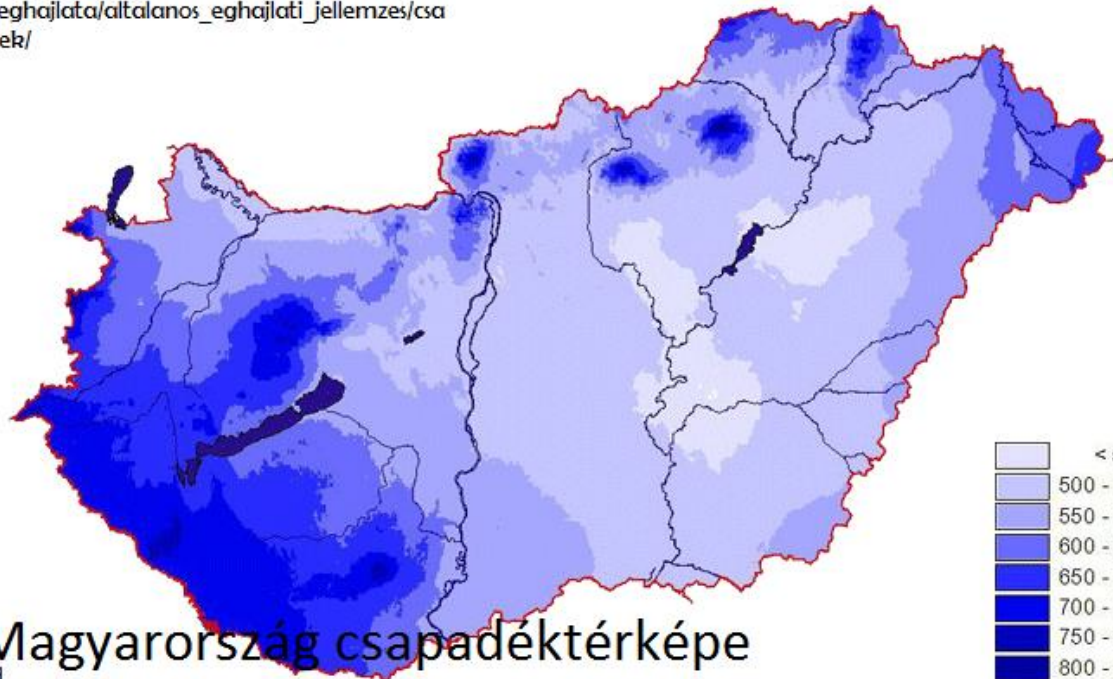 eghajlata/altalanos_eghajlati_jellemzes/csa
ek/
<
500 -
550 -
600 -
650 -
700 -
750 -
800 -
Magyarország csapadéktérképe